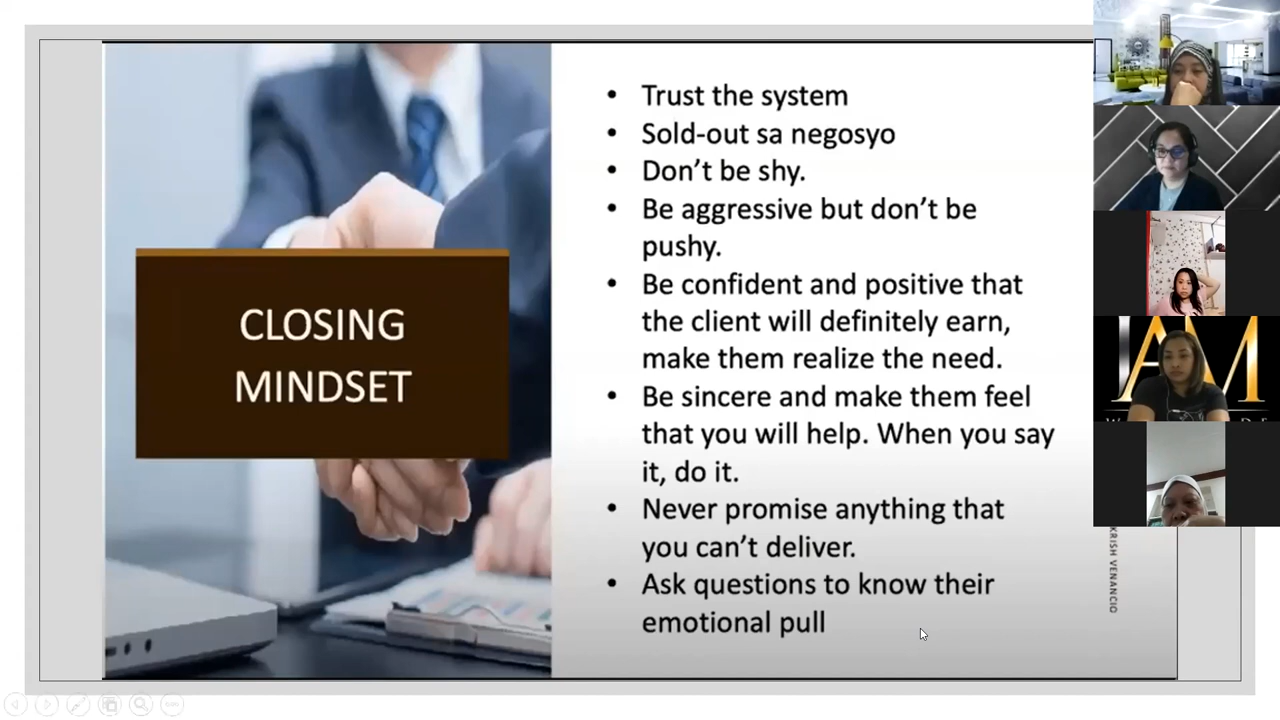 CLOSING
MINDSET
• Trust the system
• Sold-out sa negosyo
• Don’t be shy.
• Be aggressive but don’t be
pushy.
• Be confident and positive that
the client will definitely earn,
make them realize the need.
• Be sincere and make them feel
that you will help. When you say
it, do it.
• Never promise anything that
you can’t deliver.
• Ask questions to know their
emotional pull
KRISH VENANCIO
IAM